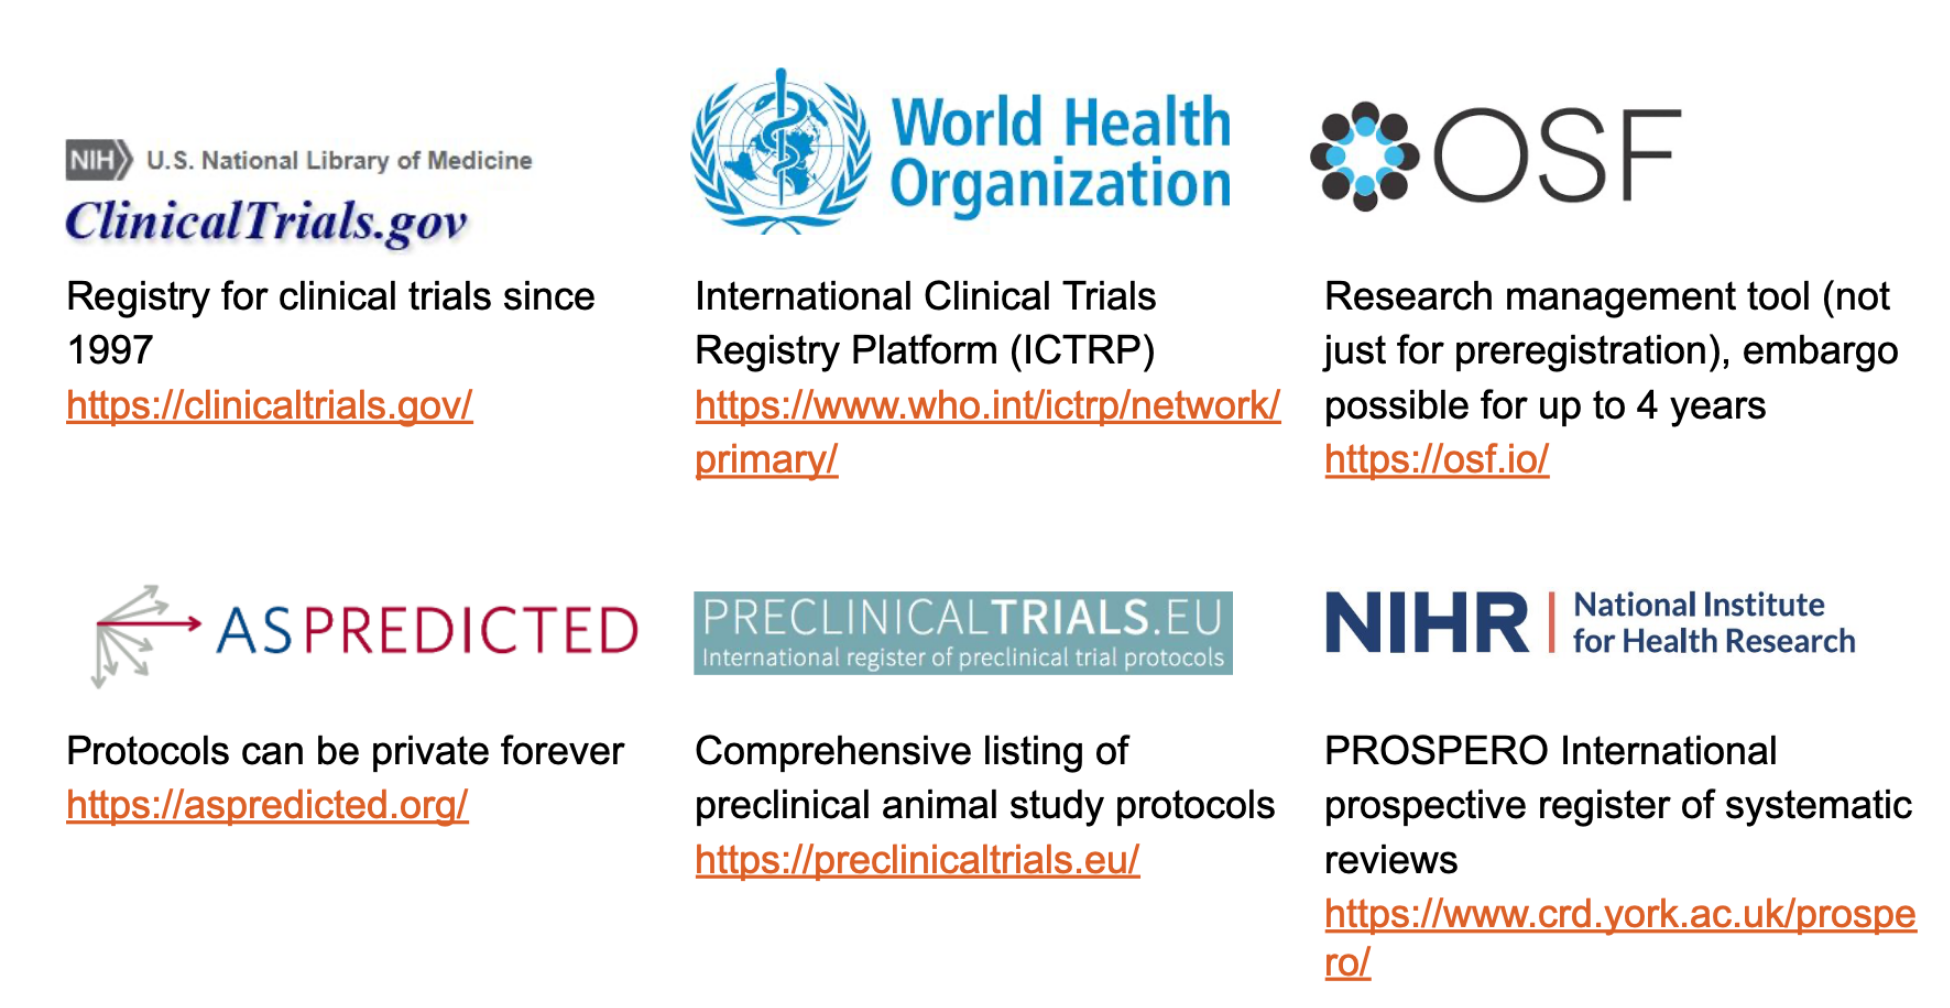 NIH U.S. National Library of Medicine
ClinicalTrials.gov
Registry for clinical trials since
1997
https://clinicaltrials.gov/
World Health
Organization
International Clinical Trials
Registry Platform (ICTRP)
https://www.who.int/ictrp/network/
primary/
OSF
Research management tool (not
just for preregistration), embargo
possible for up to 4 years
https://osf.io/
ASPREDICTED
Protocols can be private forever
https://aspredicted.org/
PRECLINICALTRIALS.EU
International register of preclinical trial protocols
Comprehensive listing of
preclinical animal study protocols
https://preclinicaltrials.eu/
NIHR
National Institute
for Health Research
PROSPERO International
prospective register of systematic
reviews
https://www.crd.york.ac.uk/prospe
ro/